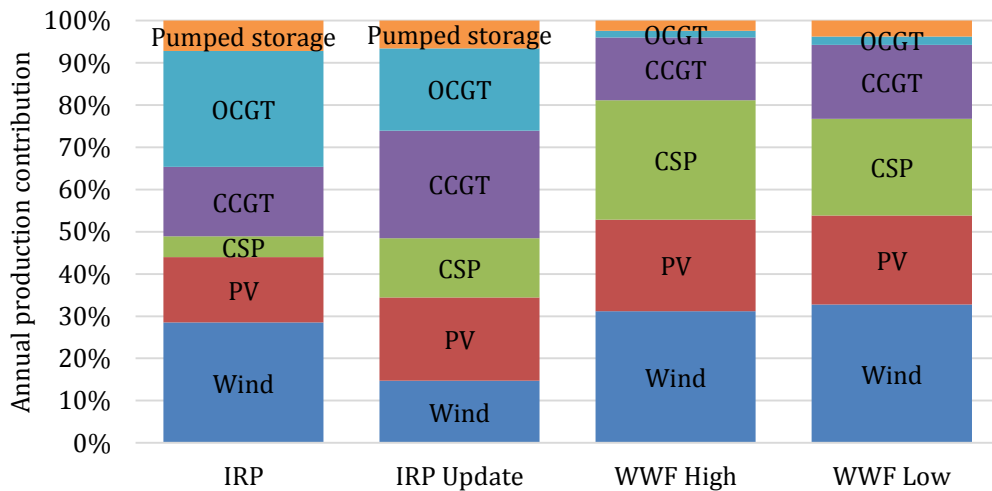 Annual production contribution
100%
90%
80%
70%
60%
50%
40%
30%
20%
10%
0%
Pumped storage
OCGT
CCGT
CSP
PV
Wind
Pumped storage
OCGT
CCGT
CSP
PV
Wind
OCGT
CCGT
CSP
PV
Wind
OCGT
CCGT
CSP
PV
Wind
IRP
IRP Update
WWF High
WWF Low